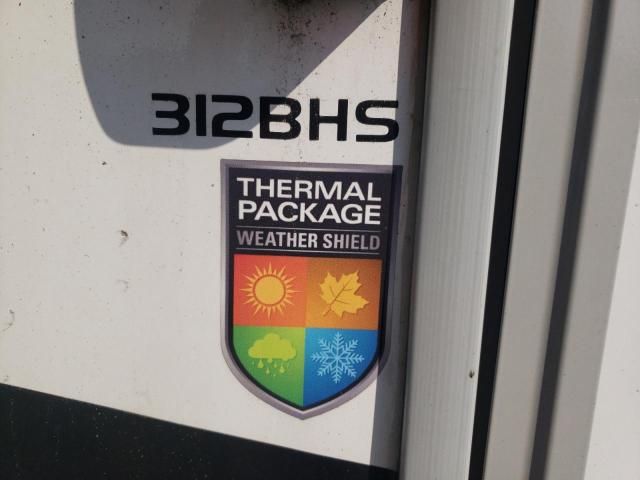 312BHS
THERMAL
PACKAGE
WEATHER SHIELD